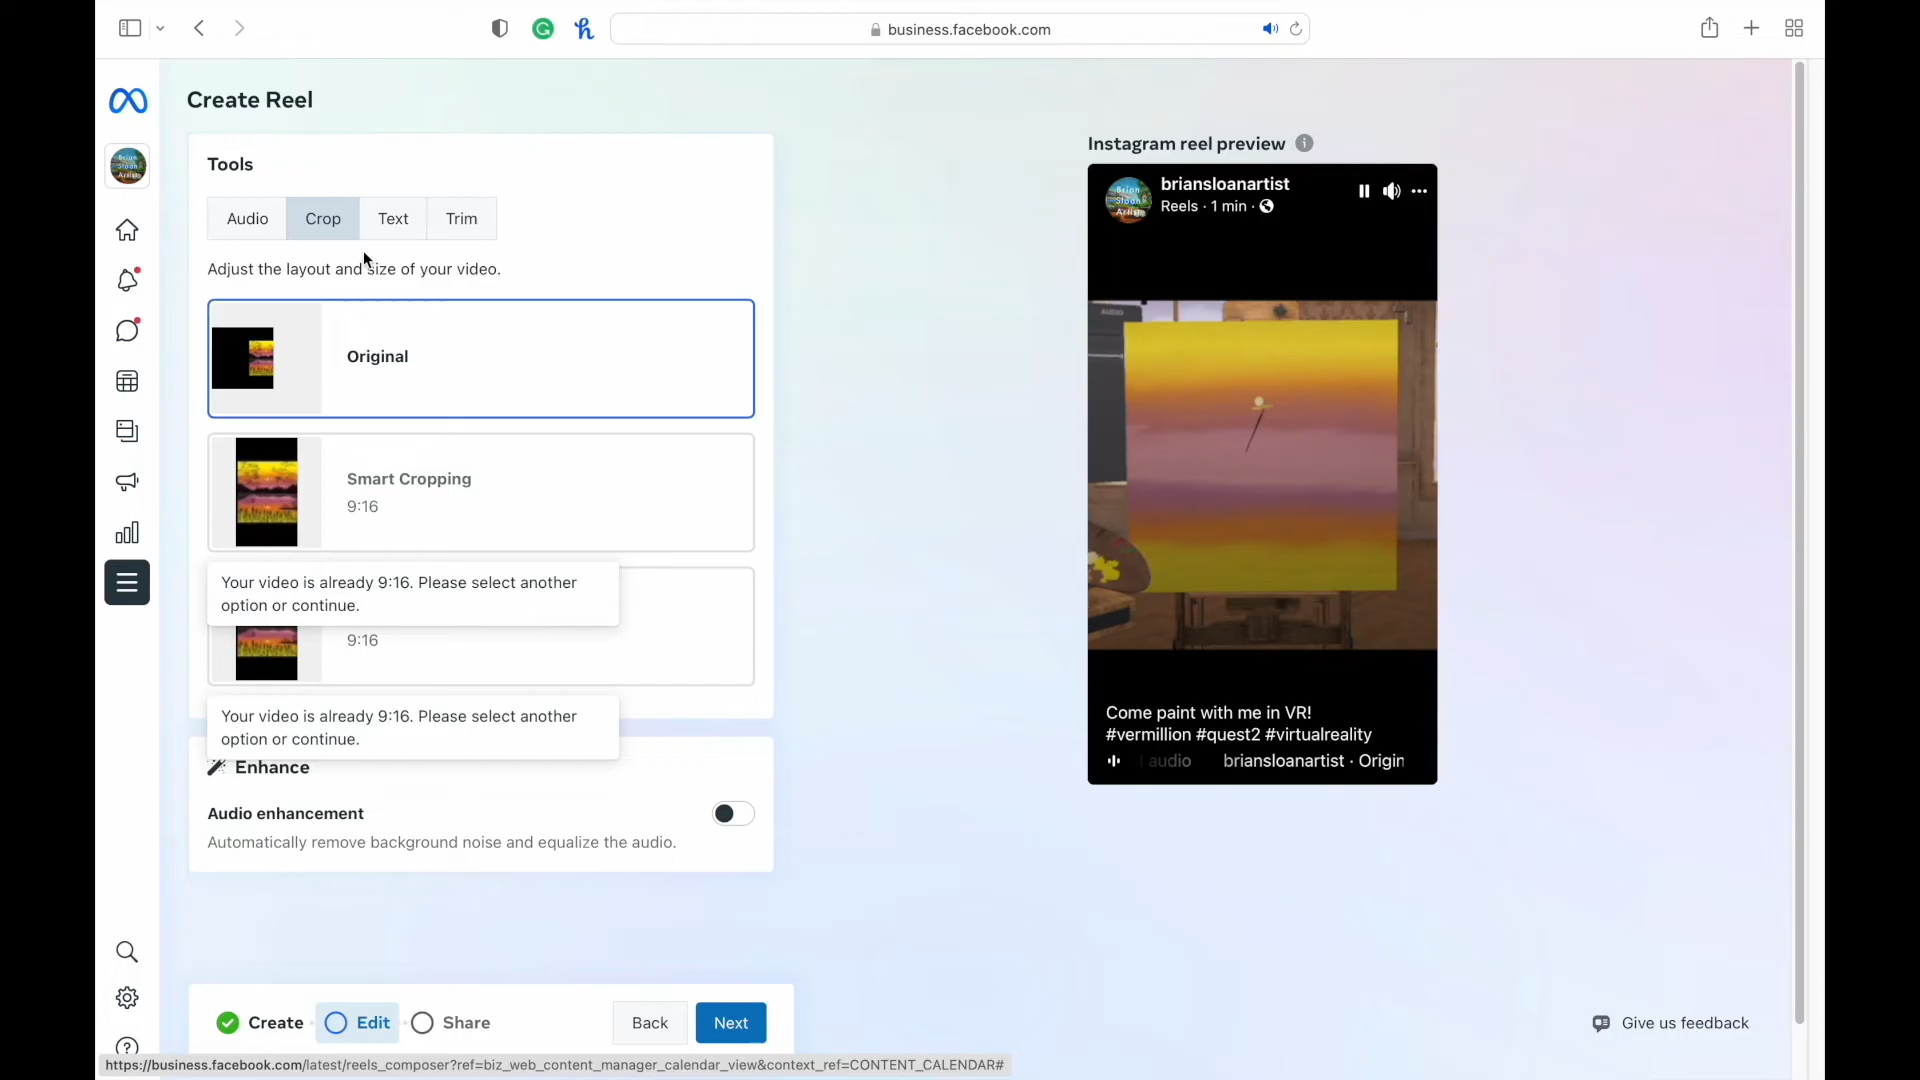 business.facebook.com
Create Reel
Tools
Audio
Crop
Text
Trim
Adjust the layout and size of your video.
Original
Smart Cropping
9:16
Your video is already 9:16. Please select another
option or continue.
9:16
Your video is already 9:16. Please select another
option or continue.
Enhance
Audio enhancement
Automatically remove background noise and equalize the audio.
Create
Edit
Share
Back
Next
Instagram reel preview
Brian
Sloan
Artist
briansloanartist
Reels · 1 min ·
AUDIO
Come paint with me in VR!
#vermillion #quest2 #virtualreality
l audio briansloanartist · Origin
Give us feedback
https://business.facebook.com/latest/reels_composer?ref=biz_web_content_manager_calendar_view&context_ref=CONTENT_CALENDAR#